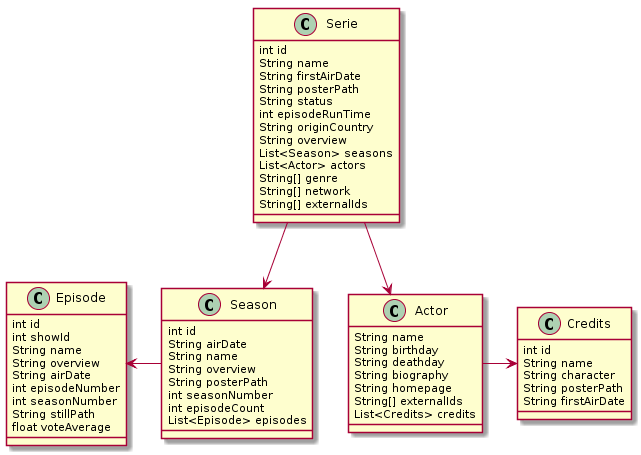 C Serie
int id
String name
String firstAirDate
String posterPath
String status
int episodeRunTime
String originCountry
String overview
List<Season> seasons
List<Actor> actors
String[] genre
String[] network
String[] externalIds
C Episode
int id
int showId
String name
String overview
String airDate
int episodeNumber
int seasonNumber
String stillPath
float voteAverage
C Season
int id
String airDate
String name
String overview
String posterPath
int seasonNumber
int episodeCount
List<Episode> episodes
C Actor
String name
String birthday
String deathday
String biography
String homepage
String[] externalIds
List<Credits> credits
C Credits
int id
String name
String character
String posterPath
String firstAirDate